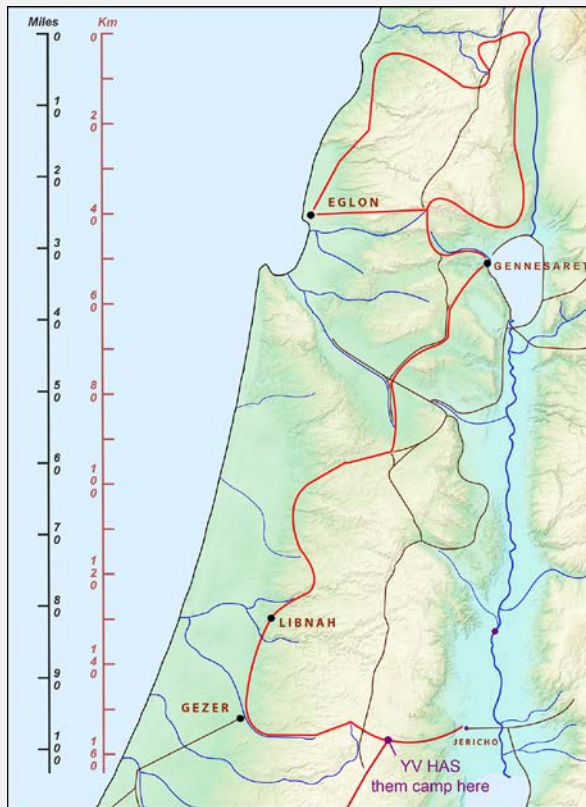 Miles
Km
0
10
20
30
40
50
60
70
80
90
100
0
20
40
60
80
100
120
140
160
EGLON
GENNESARET
LIBNAH
GEZER
JERICHO
YV HAS
them camp here